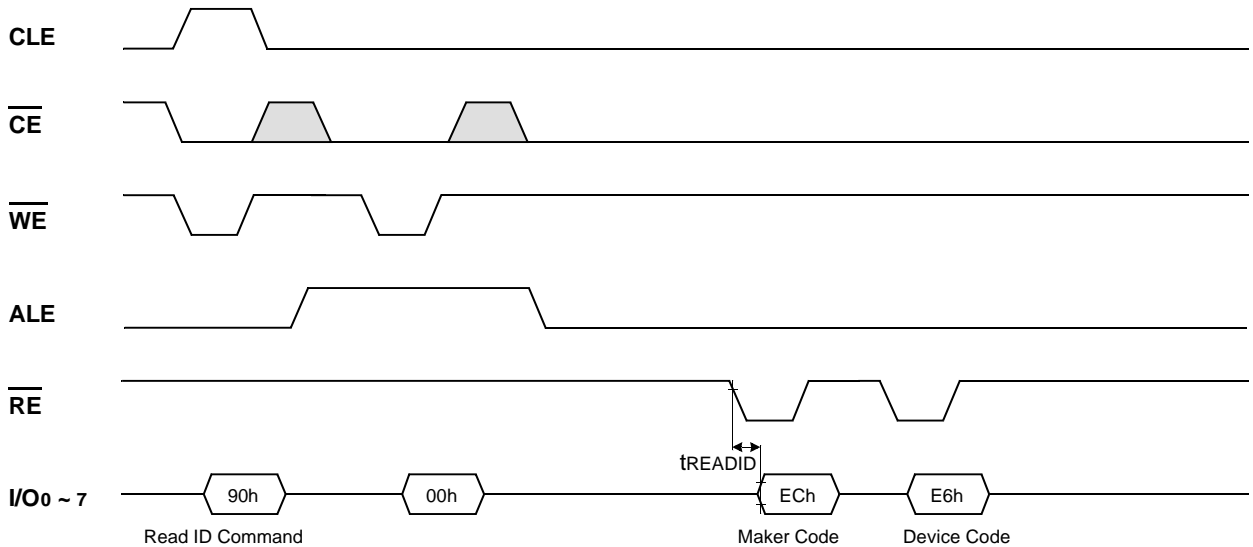 CLE
CE
WE
ALE
RE
tREADID
I/O0 ~ 7
90h
00h
ECh
E6h
Read ID Command
Maker Code
Device Code